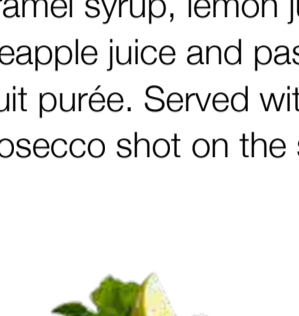 ramel syrup, lemon ju
eapple juice and pas
uit purée. Served wit
osecco shot on the s